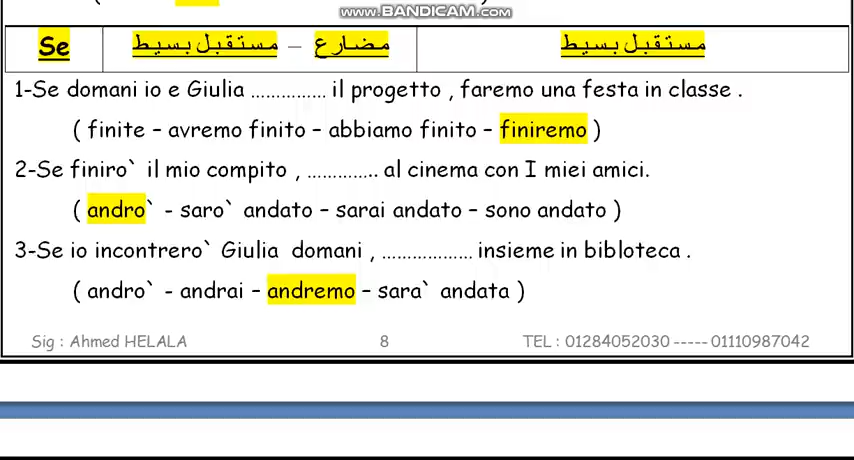 www.BANDICAM.com
Se مضارع – مستقبل بسيط مستقبل بسيط
1-Se domani io e Giulia …………… il progetto , faremo una festa in classe .
( finite – avremo finito – abbiamo finito – finiremo )
2-Se finiro` il mio compito , ………….. al cinema con I miei amici.
( andro` - saro` andato – sarai andato – sono andato )
3-Se io incontrero` Giulia domani , ……………… insieme in bibloteca .
( andro` - andrai – andremo – sara` andata )
Sig : Ahmed HELALA 8 TEL : 01284052030 ----- 01110987042